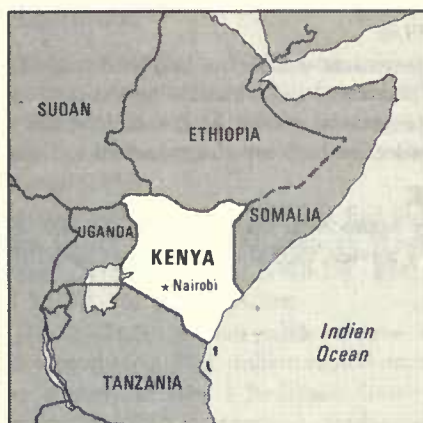 SUDAN
ETHIOPIA
SOMALIA
UGANDA
KENYA
★ Nairobi
Indian
Ocean
TANZANIA